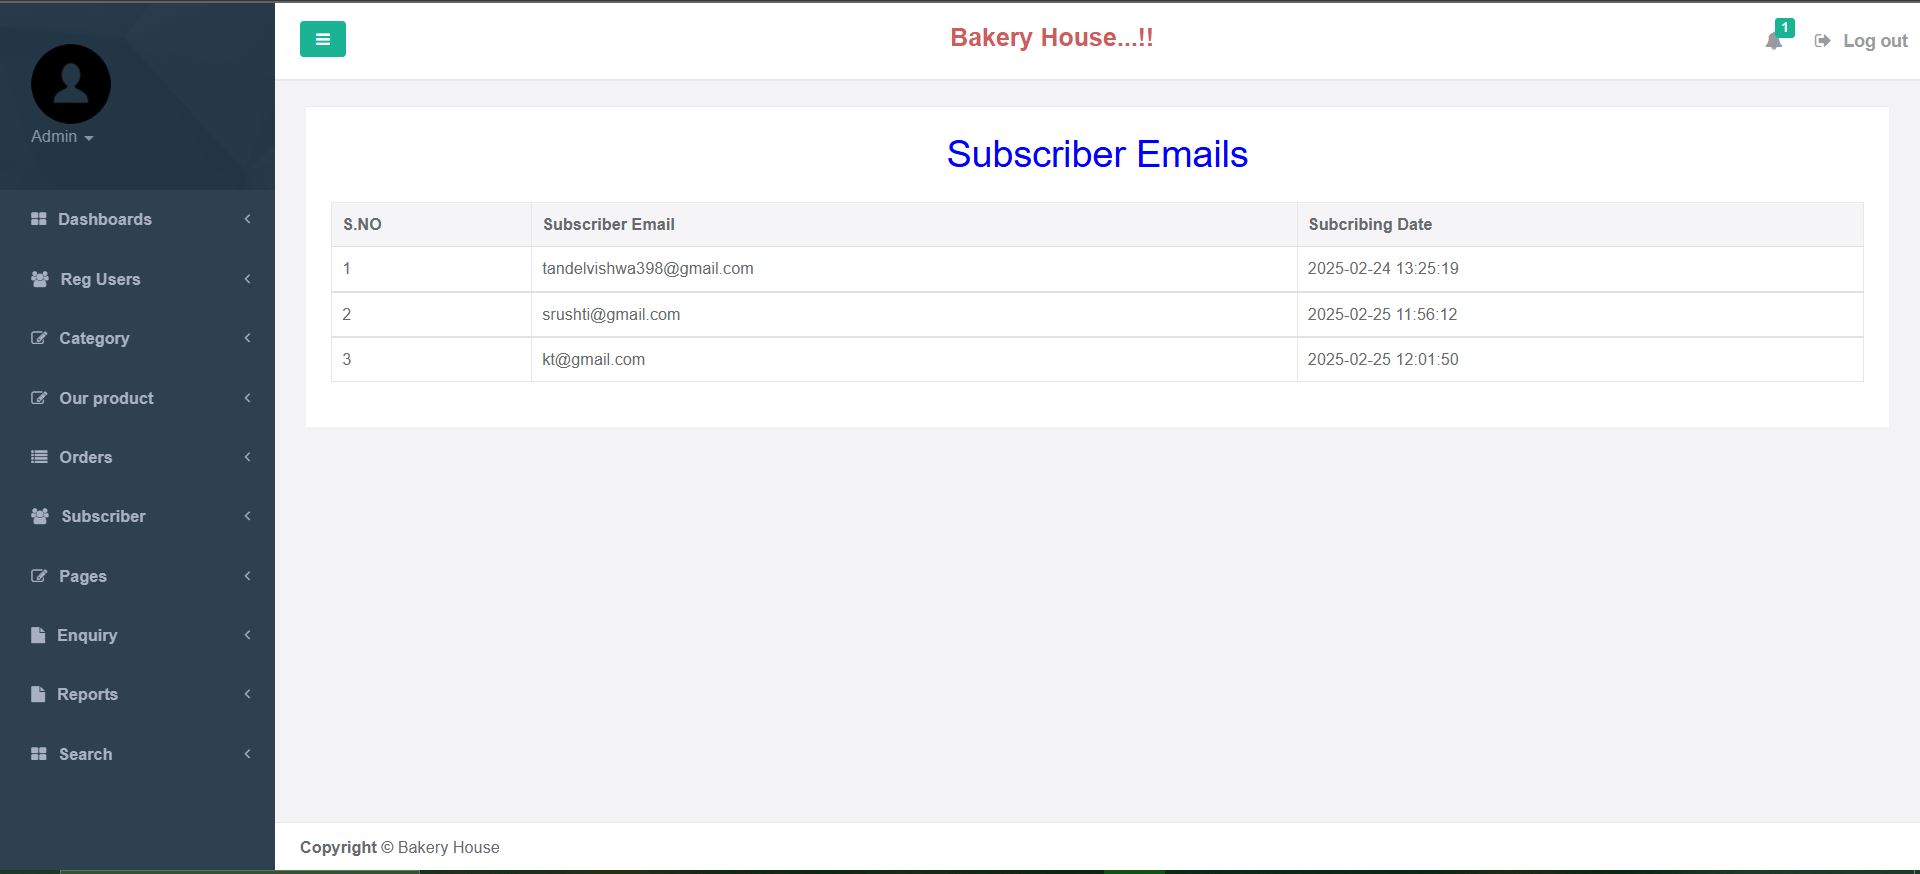 Bakery House...!!
1
Log out
Admin
Dashboards
Reg Users
Category
Our product
Orders
Subscriber
Pages
Enquiry
Reports
Search
Subscriber Emails
S.NO Subscriber Email Subcribing Date
1 tandelvishwa398@gmail.com 2025-02-24 13:25:19
2 srushti@gmail.com 2025-02-25 11:56:12
3 kt@gmail.com 2025-02-25 12:01:50
Copyright © Bakery House